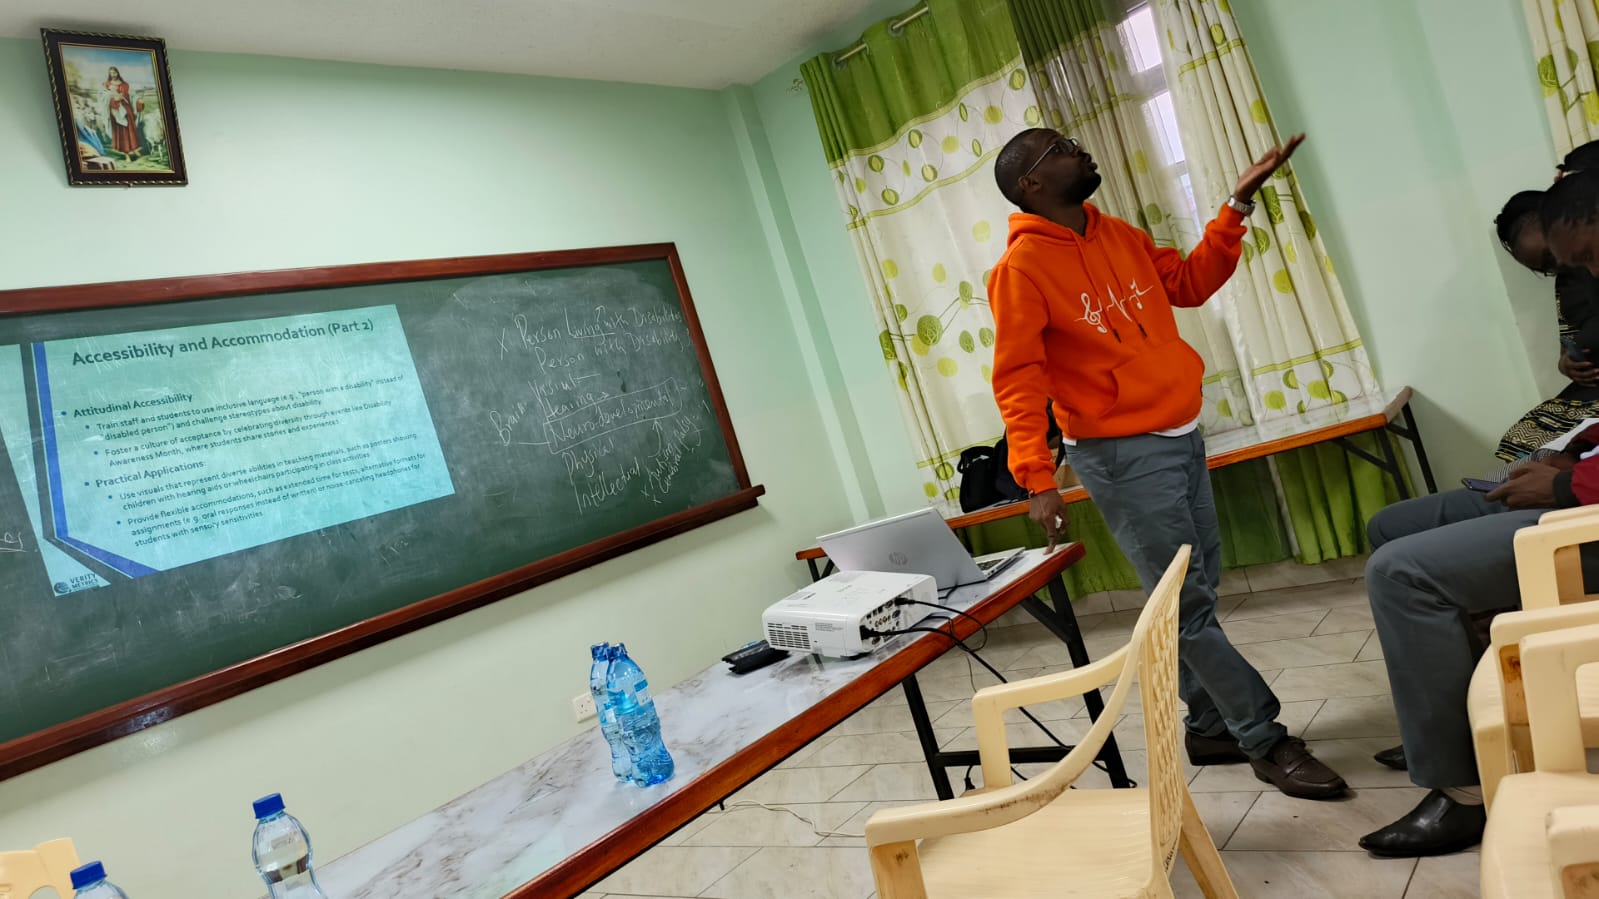 Accessibility and Accommodation (Part 2)
Attitudinal Accessibility
Train staff and students to use inclusive language (e.g., "person with a disability" instead of
disabled person") and challenge stereotypes about disability.
Foster a culture of acceptance by celebrating diversity through events like Disability
Awareness Month, where students share stories and experiences.
Practical Applications:
Use visuals that represent diverse abilities in teaching materials, such as posters showing
children with hearing aids or wheelchairs participating in class activities
Provide flexible accommodations, such as extended time for tests, alternative formats for
assignments (e.g. oral responses instead of written) or noise-canceling headphones for
students with sensory sensitivities.
VERITY
METRICS
X Person Living with Disabilities
Person with Disability
Visual
Brain Hearing
Neuro-developmental
Physical
Intellectual
hp